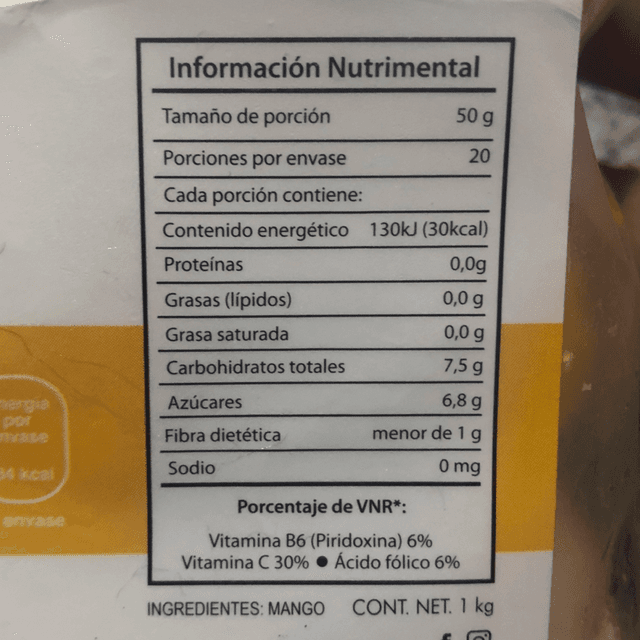 Información Nutrimental
Tamaño de porción 50 g
Porciones por envase 20
Cada porción contiene:
Contenido energético 130kJ (30kcal)
Proteínas 0,0g
Grasas (lípidos) 0,0 g
Grasa saturada 0,0 g
Carbohidratos totales 7,5 g
Azúcares 6,8 g
Fibra dietética menor de 1 g
Sodio 0 mg
Porcentaje de VNR*:
Vitamina B6 (Piridoxina) 6%
Vitamina C 30% ● Ácido fólico 6%
INGREDIENTES: MANGO CONT. NET. 1 kg
por
kcal
envase